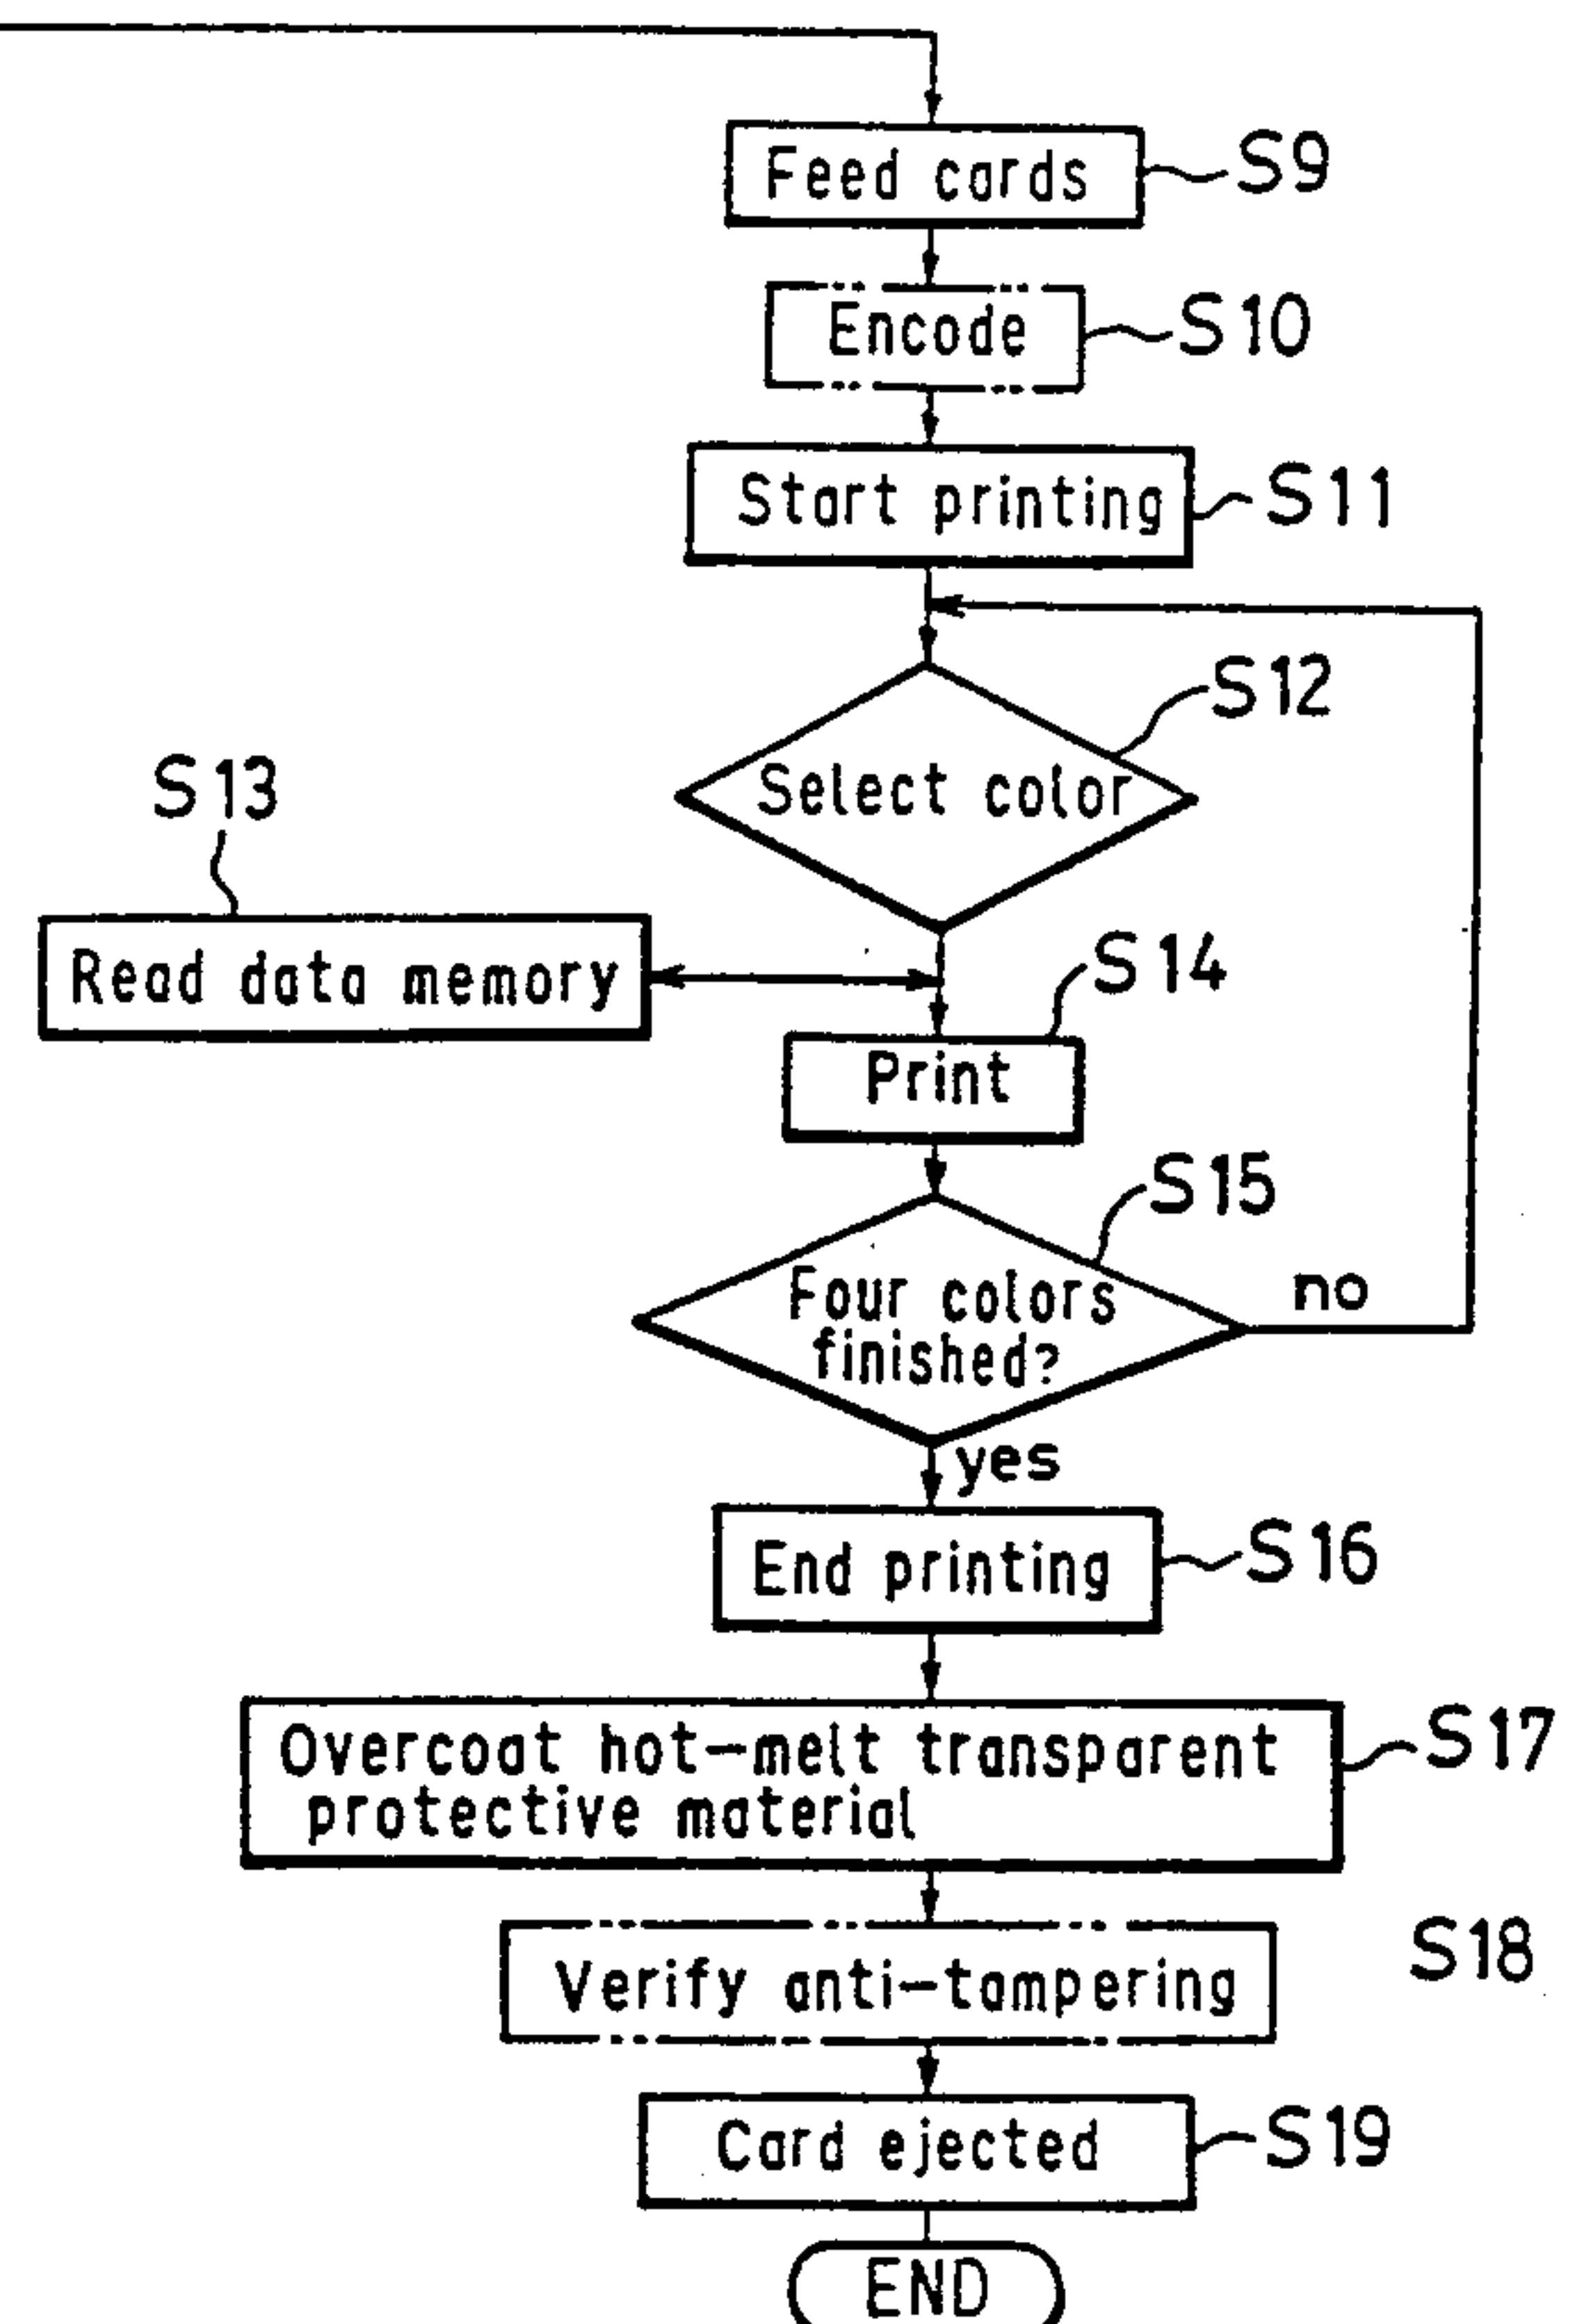 Feed cards
S9
Encode
S10
Start printing
S11
S12
Select color
S13
Read data memory
S14
Print
S15
Four colors
finished?
no
yes
End printing
S16
Overcoat hot-melt transparent
protective material
S17
S18
Verify anti-tampering
Card ejected
S19
END